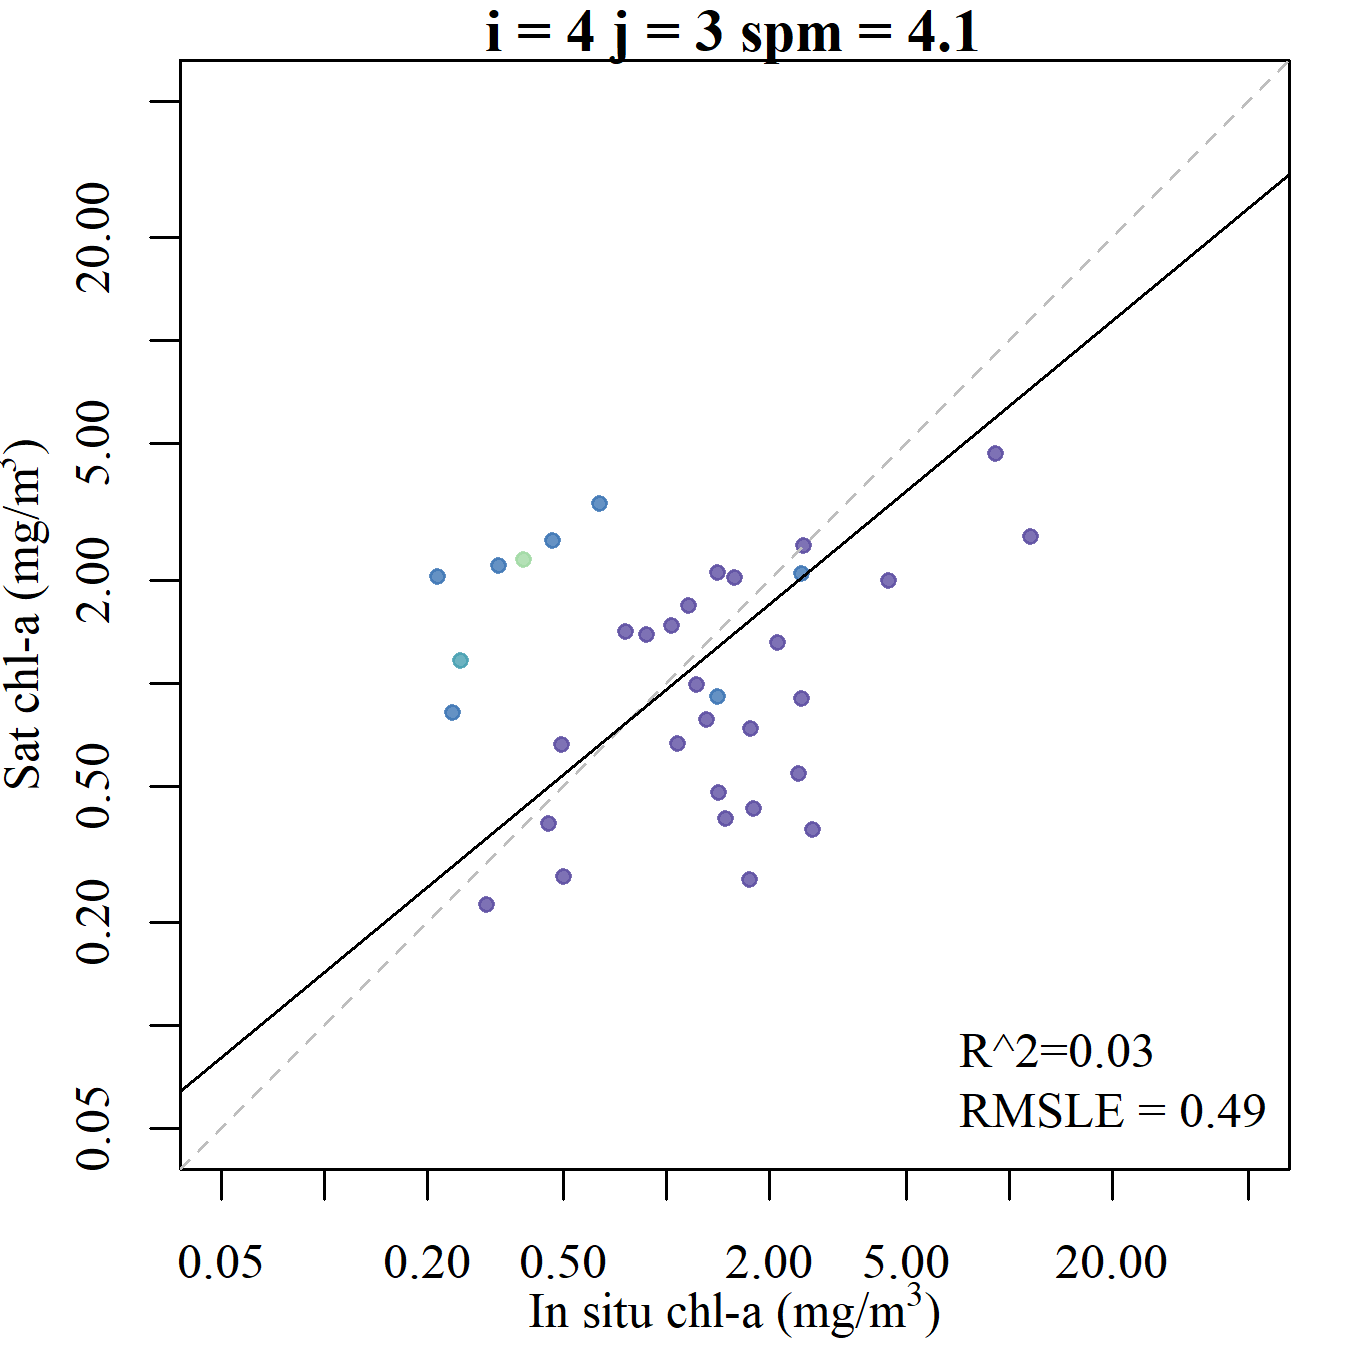 i = 4 j = 3 spm = 4.1
Sat chl-a (mg/m³)
20.00
5.00
2.00
0.50
0.20
0.05
R^2=0.03
RMSLE = 0.49
0.05 0.20 0.50 2.00 5.00 20.00
In situ chl-a (mg/m³)